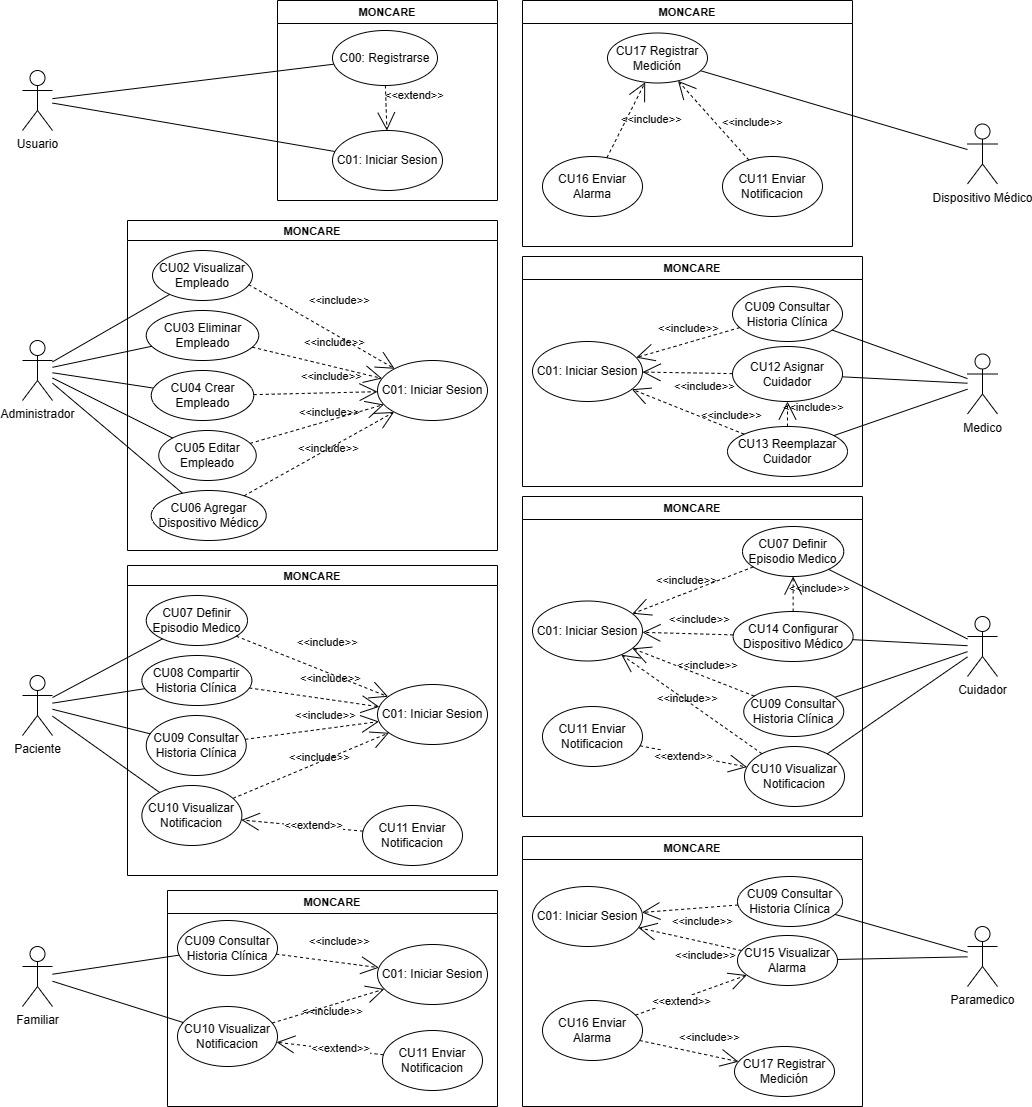 MONCARE
C00: Registrarse
<<extend>>
C01: Iniciar Sesion
Usuario
MONCARE
CU17 Registrar
Medición
<<include>>
<<include>>
CU16 Enviar
Alarma
CU11 Enviar
Notificacion
Dispositivo Médico
MONCARE
CU02 Visualizar
Empleado
<<include>>
CU03 Eliminar
Empleado
<<include>>
CU04 Crear
Empleado
<<include>>
C01: Iniciar Sesion
CU05 Editar
Empleado
<<include>>
<<include>>
CU06 Agregar
Dispositivo Médico
Administrador
MONCARE
CU09 Consultar
Historia Clínica
<<include>>
C01: Iniciar Sesion
CU12 Asignar
Cuidador
<<include>>
<<include>>
CU13 Reemplazar
Cuidador
Medico
MONCARE
CU07 Definir
Episodio Medico
<<include>>
CU08 Compartir
Historia Clínica
<<include>>
CU09 Consultar
Historia Clínica
<<include>>
C01: Iniciar Sesion
<<include>>
CU10 Visualizar
Notificacion
<<extend>>
CU11 Enviar
Notificacion
Paciente
MONCARE
CU07 Definir
Episodio Medico
<<include>>
<<include>>
C01: Iniciar Sesion
<<include>>
CU14 Configurar
Dispositivo Médico
<<include>>
<<include>>
CU09 Consultar
Historia Clínica
CU11 Enviar
Notificacion
<<extend>>
CU10 Visualizar
Notificacion
Cuidador
MONCARE
CU09 Consultar
Historia Clínica
<<include>>
C01: Iniciar Sesion
<<include>>
CU10 Visualizar
Notificacion
<<extend>>
CU11 Enviar
Notificacion
Familiar
MONCARE
CU09 Consultar
Historia Clínica
C01: Iniciar Sesion
<<include>>
<<include>>
CU15 Visualizar
Alarma
<<extend>>
CU16 Enviar
Alarma
<<include>>
CU17 Registrar
Medición
Paramedico